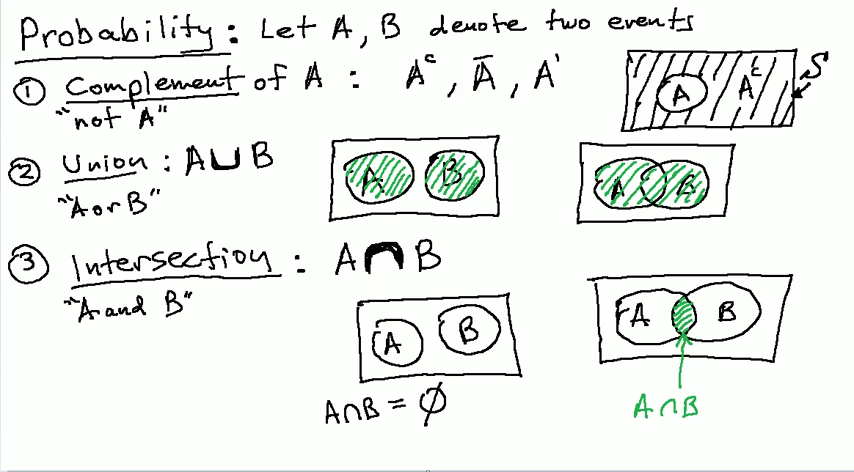 Probability: Let A, B denote two events
① Complement of A : Aᶜ, A̅, A'
"not A"
A Aᶜ S
② Union : A∪B
"A or B"
A B
A B
③ Intersection : A∩B
"A and B"
A B
A B
A∩B = ∅
A∩B